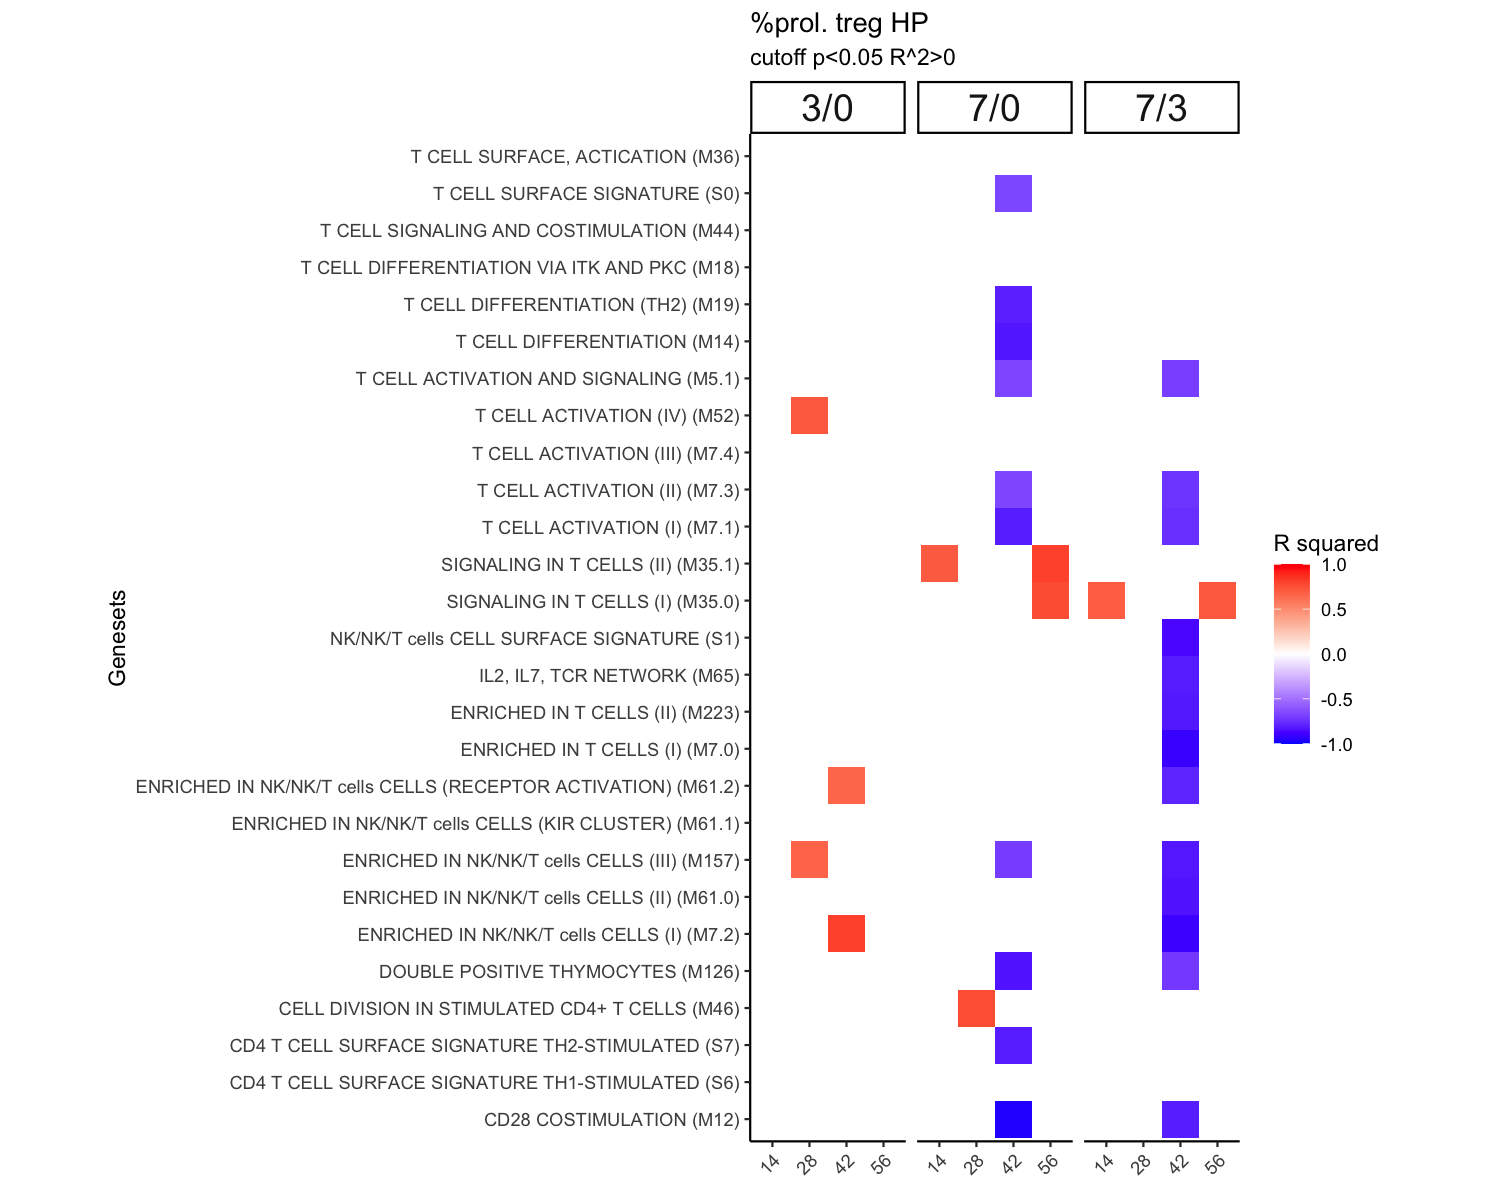 %prol. treg HP
cutoff p<0.05 R^2>0
3/0 7/0 7/3
T CELL SURFACE, ACTICATION (M36)
T CELL SURFACE SIGNATURE (S0)
T CELL SIGNALING AND COSTIMULATION (M44)
T CELL DIFFERENTIATION VIA ITK AND PKC (M18)
T CELL DIFFERENTIATION (TH2) (M19)
T CELL DIFFERENTIATION (M14)
T CELL ACTIVATION AND SIGNALING (M5.1)
T CELL ACTIVATION (IV) (M52)
T CELL ACTIVATION (III) (M7.4)
T CELL ACTIVATION (II) (M7.3)
T CELL ACTIVATION (I) (M7.1)
SIGNALING IN T CELLS (II) (M35.1)
SIGNALING IN T CELLS (I) (M35.0)
NK/NK/T cells CELL SURFACE SIGNATURE (S1)
IL2, IL7, TCR NETWORK (M65)
ENRICHED IN T CELLS (II) (M223)
ENRICHED IN T CELLS (I) (M7.0)
ENRICHED IN NK/NK/T cells CELLS (RECEPTOR ACTIVATION) (M61.2)
ENRICHED IN NK/NK/T cells CELLS (KIR CLUSTER) (M61.1)
ENRICHED IN NK/NK/T cells CELLS (III) (M157)
ENRICHED IN NK/NK/T cells CELLS (II) (M61.0)
ENRICHED IN NK/NK/T cells CELLS (I) (M7.2)
DOUBLE POSITIVE THYMOCYTES (M126)
CELL DIVISION IN STIMULATED CD4+ T CELLS (M46)
CD4 T CELL SURFACE SIGNATURE TH2-STIMULATED (S7)
CD4 T CELL SURFACE SIGNATURE TH1-STIMULATED (S6)
CD28 COSTIMULATION (M12)
Genesets
14 28 42 56 14 28 42 56 14 28 42 56
R squared
1.0
0.5
0.0
-0.5
-1.0